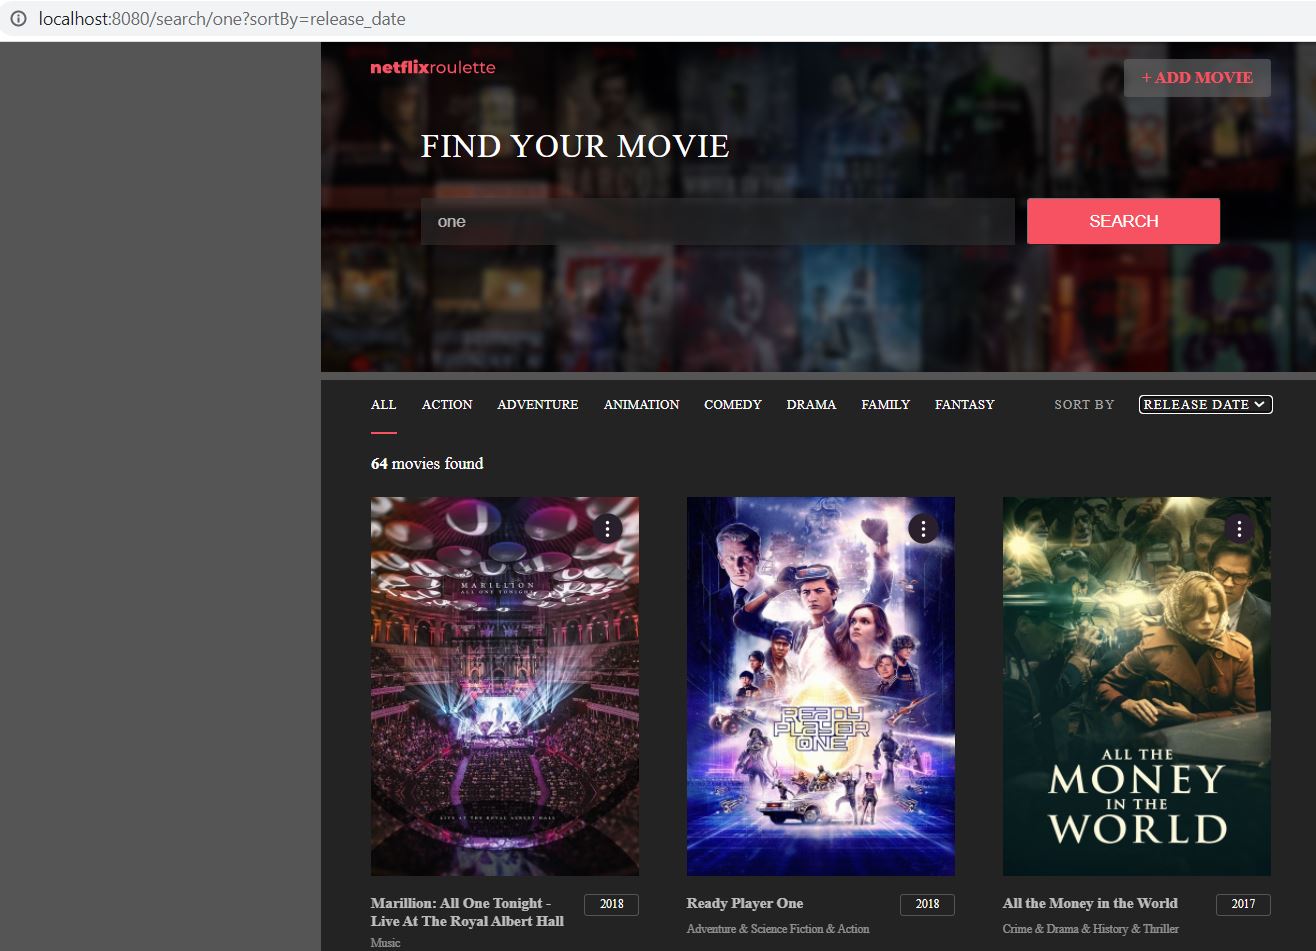 localhost:8080/search/one?sortBy=release_date
netflixroulette
+ ADD MOVIE
FIND YOUR MOVIE
one
SEARCH
ALL ACTION ADVENTURE ANIMATION COMEDY DRAMA FAMILY FANTASY SORT BY RELEASE DATE
64 movies found
MARILLION
ALL ONE TONIGHT
LIVE AT THE ROYAL ALBERT HALL
READY
PLAYER
ONE
ALL THE
MONEY
IN THE
WORLD
Marillion: All One Tonight -
Live At The Royal Albert Hall
2018
Music
Ready Player One
2018
Adventure & Science Fiction & Action
All the Money in the World
2017
Crime & Drama & History & Thriller